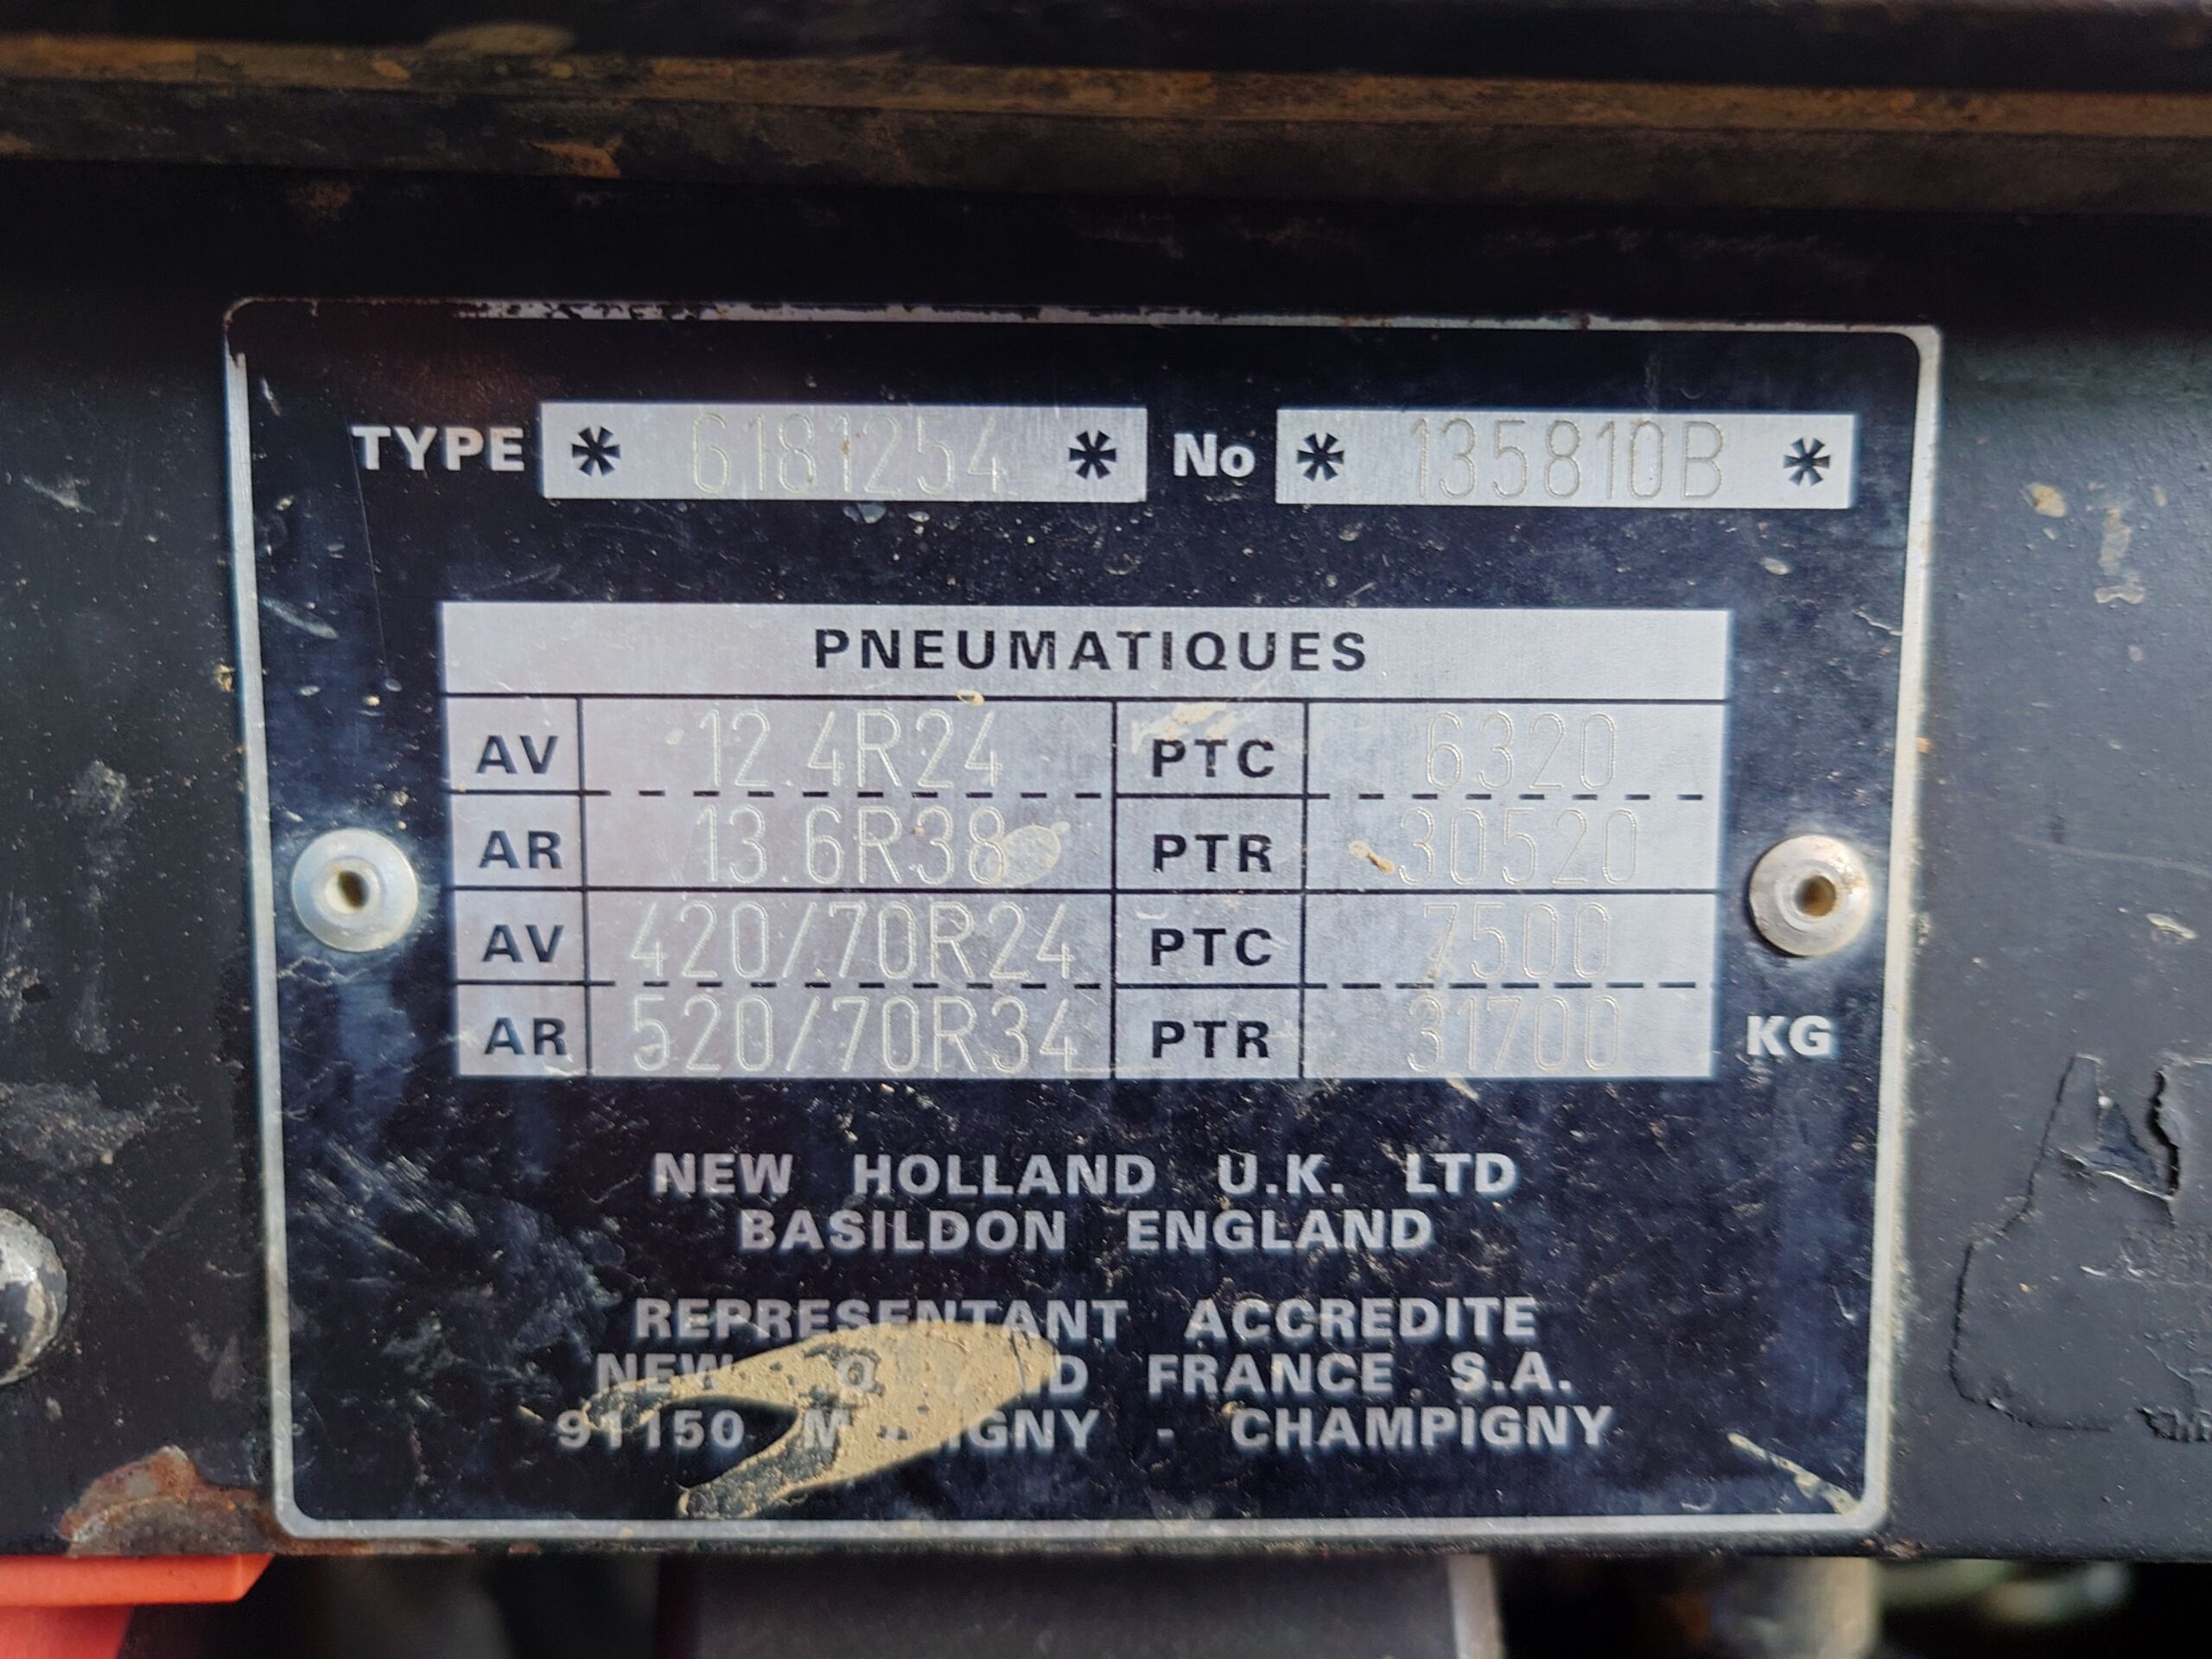 TYPE * 6181254 * No * 135810B *
PNEUMATIQUES
AV 12.4R24 PTC 6320
AR 13.6R38 PTR 30520
AV 420/70R24 PTC 7500
AR 520/70R34 PTR 31700 KG
NEW HOLLAND U.K. LTD
BASILDON ENGLAND
REPRESENTANT ACCREDITE
NEW FRANCE S.A.
91150 - CHAMPIGNY